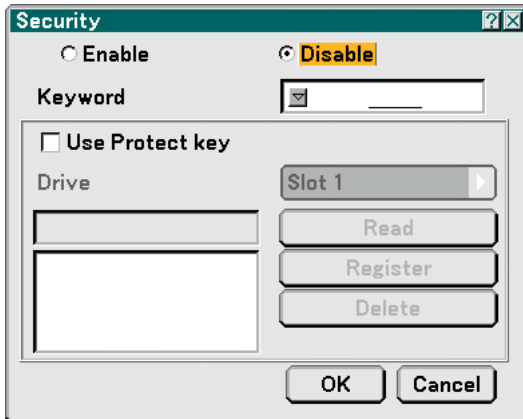 Security
Enable Disable
Keyword
Use Protect key
Drive Slot 1
Read
Register
Delete
OK Cancel